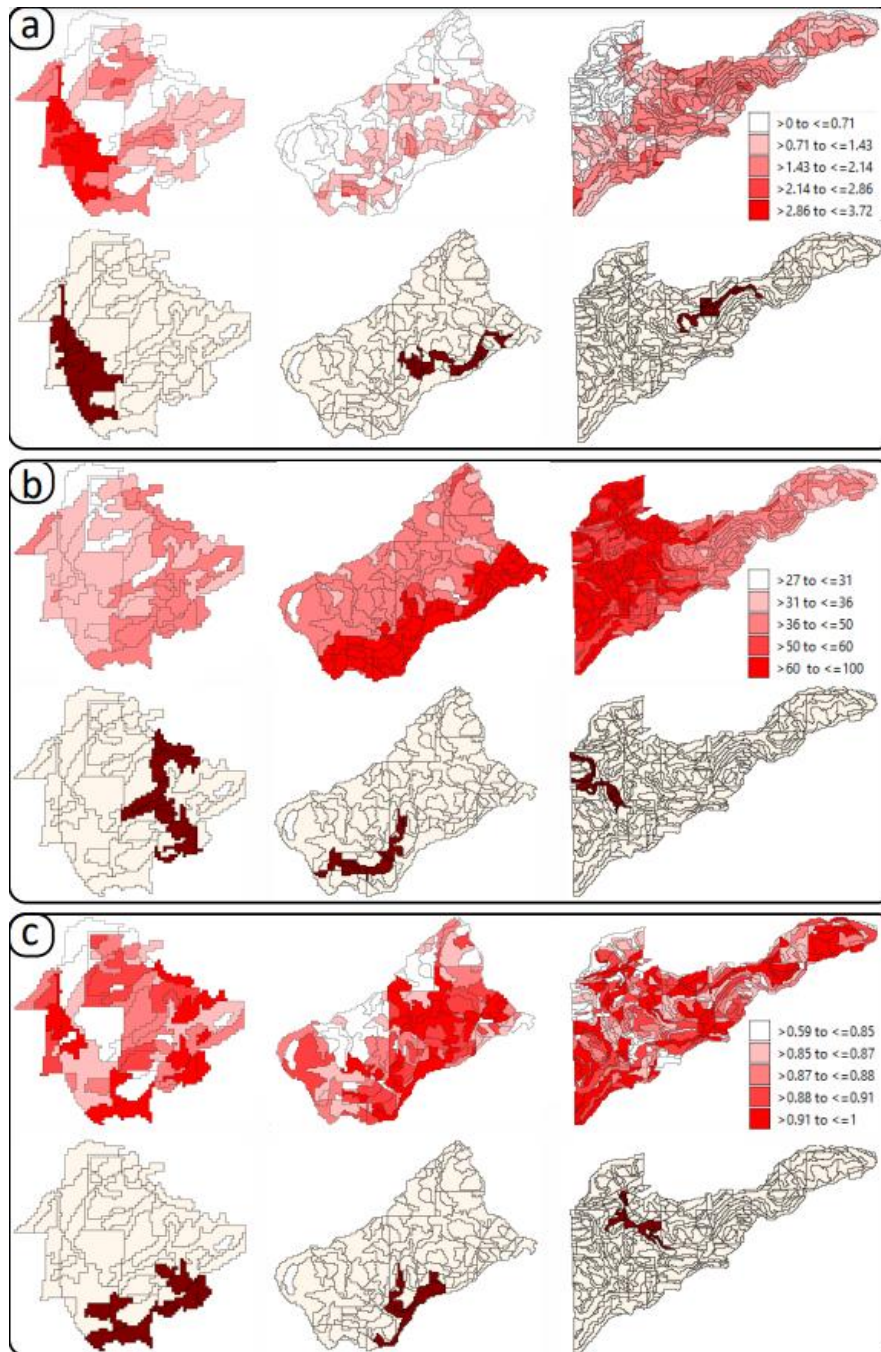 a
>0 to <=0.71
>0.71 to <=1.43
>1.43 to <=2.14
>2.14 to <=2.86
>2.86 to <=3.72
b
>27 to <=31
>31 to <=36
>36 to <=50
>50 to <=60
>60 to <=100
c
>0.59 to <=0.85
>0.85 to <=0.87
>0.87 to <=0.88
>0.88 to <=0.91
>0.91 to <=1